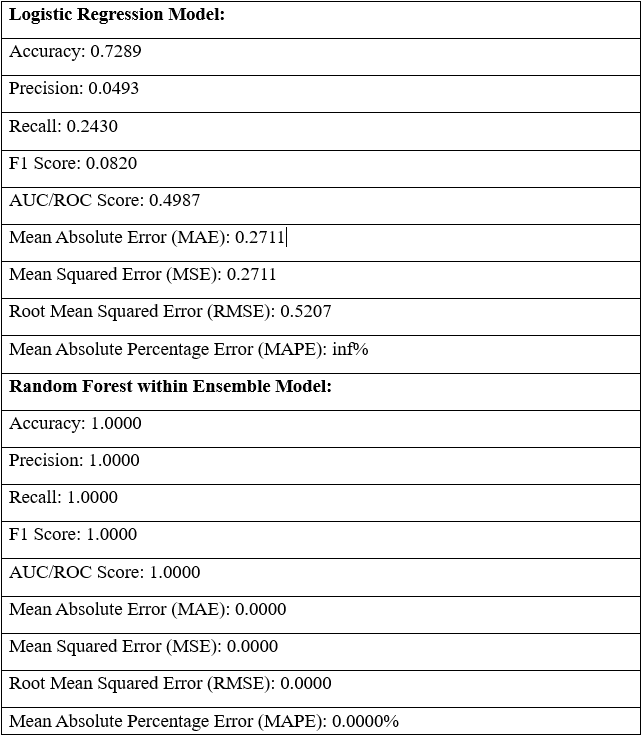 Logistic Regression Model:
Accuracy: 0.7289
Precision: 0.0493
Recall: 0.2430
F1 Score: 0.0820
AUC/ROC Score: 0.4987
Mean Absolute Error (MAE): 0.2711
Mean Squared Error (MSE): 0.2711
Root Mean Squared Error (RMSE): 0.5207
Mean Absolute Percentage Error (MAPE): inf%
Random Forest within Ensemble Model:
Accuracy: 1.0000
Precision: 1.0000
Recall: 1.0000
F1 Score: 1.0000
AUC/ROC Score: 1.0000
Mean Absolute Error (MAE): 0.0000
Mean Squared Error (MSE): 0.0000
Root Mean Squared Error (RMSE): 0.0000
Mean Absolute Percentage Error (MAPE): 0.0000%